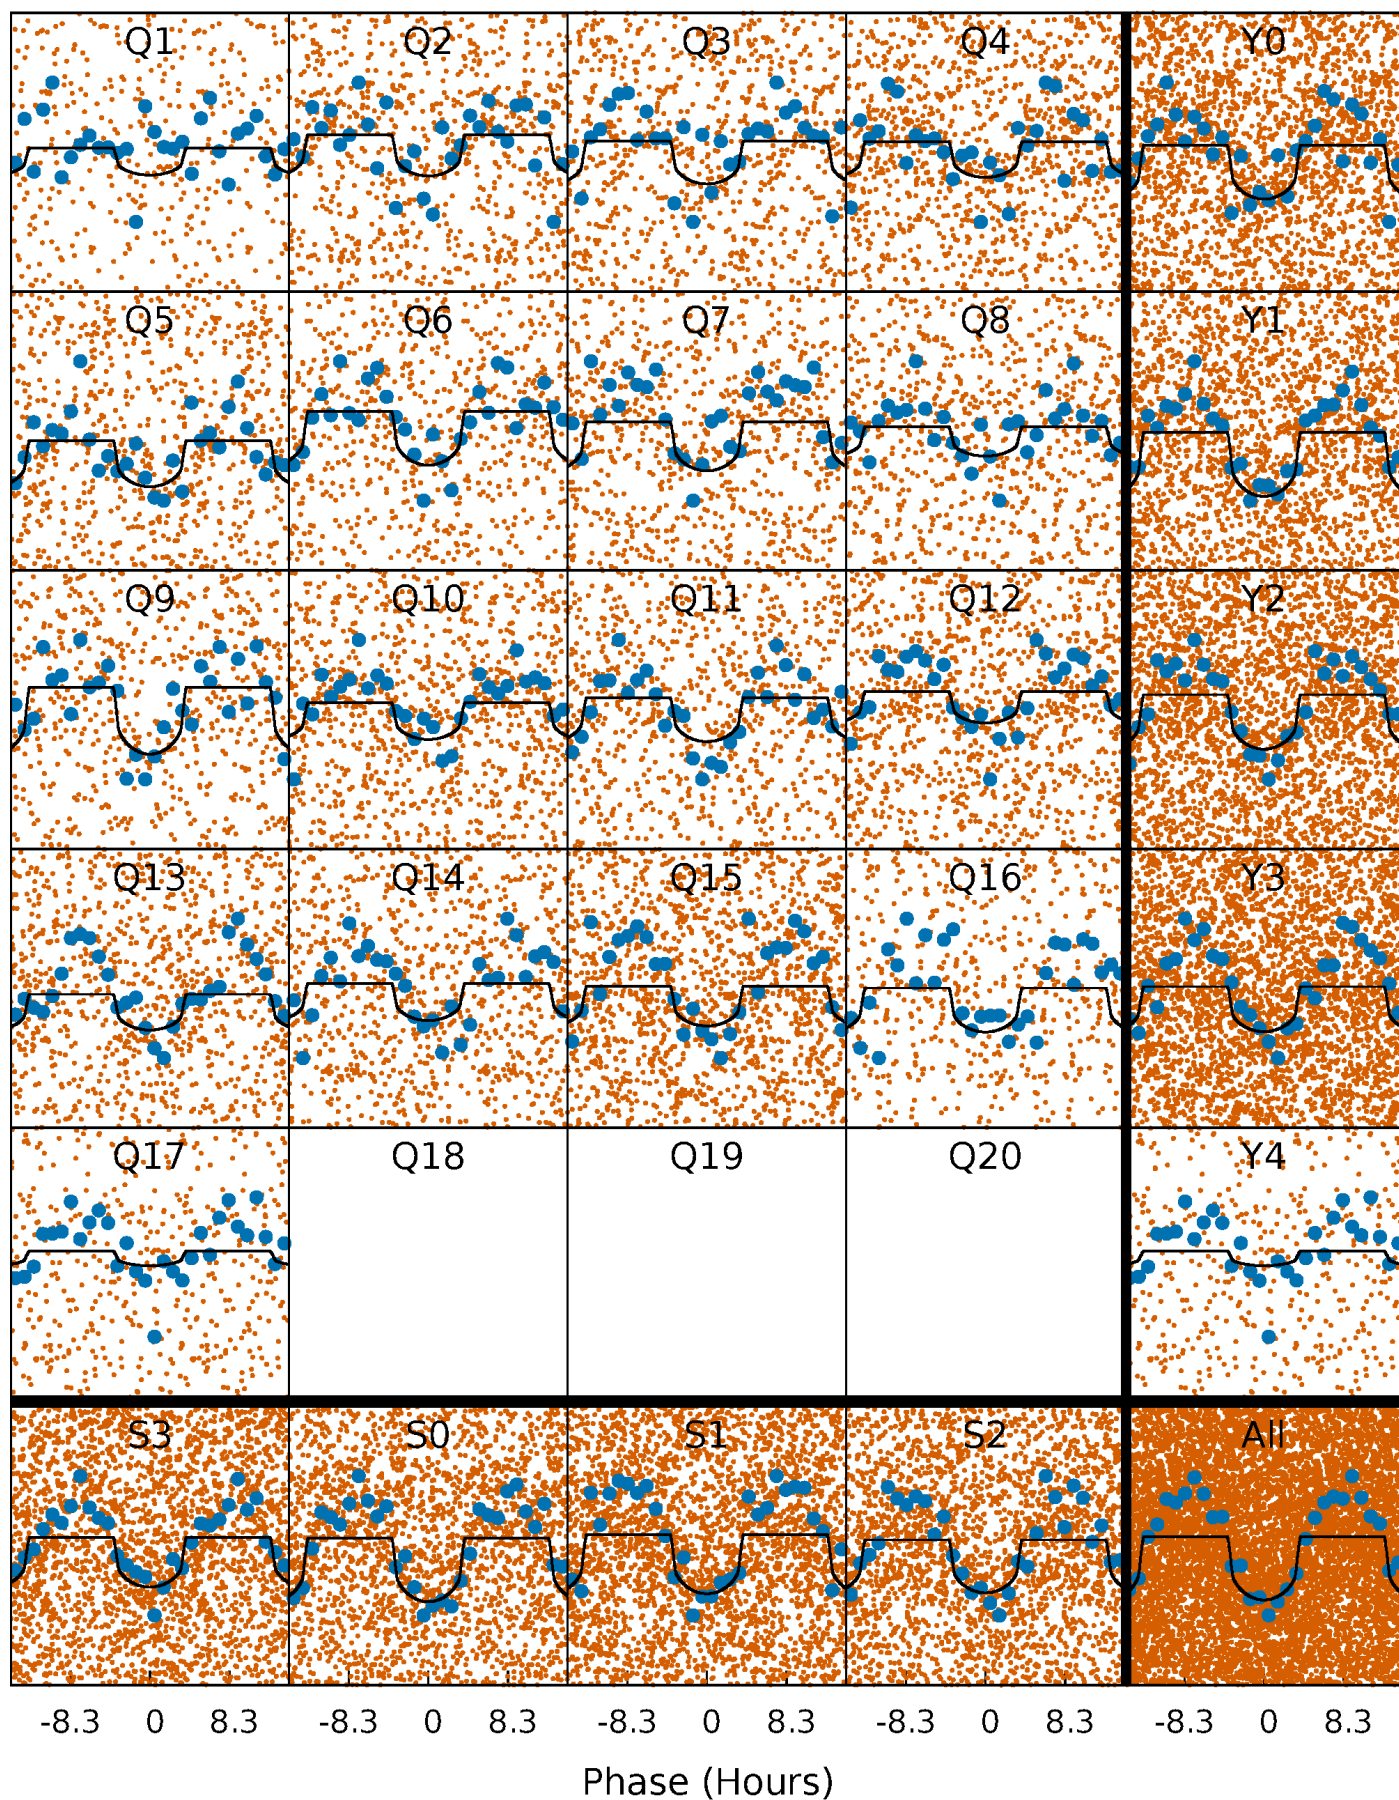 Q1 Q2 Q3 Q4 Y0
Q5 Q6 Q7 Q8 Y1
Q9 Q10 Q11 Q12 Y2
Q13 Q14 Q15 Q16 Y3
Q17 Q18 Q19 Q20 Y4
S3 S0 S1 S2 All
-8.3 0 8.3 -8.3 0 8.3 -8.3 0 8.3 -8.3 0 8.3 -8.3 0 8.3
Phase (Hours)